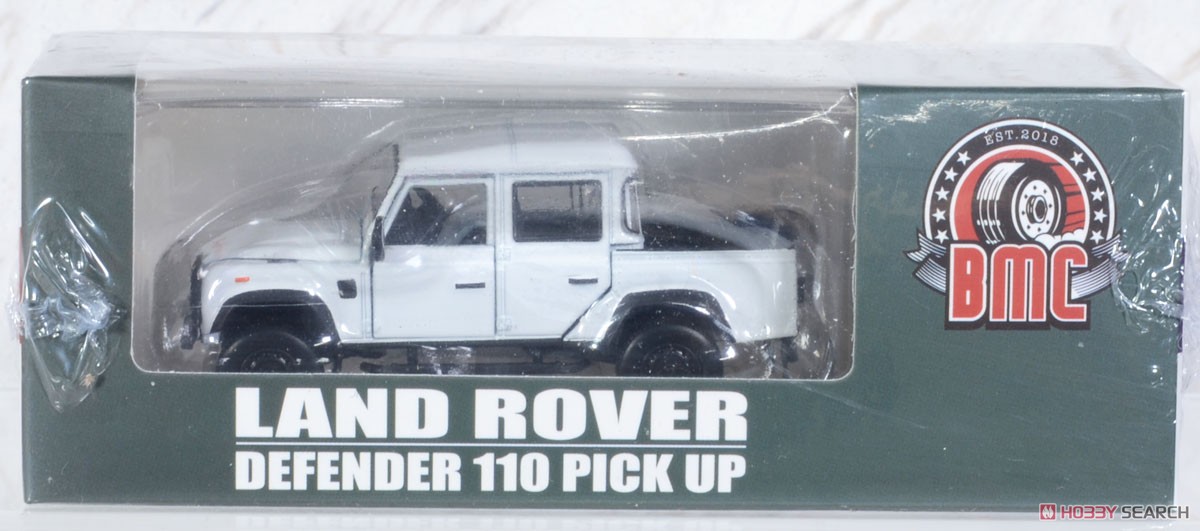 EST.2018
BMC
LAND ROVER
DEFENDER 110 PICK UP
HOBBY SEARCH